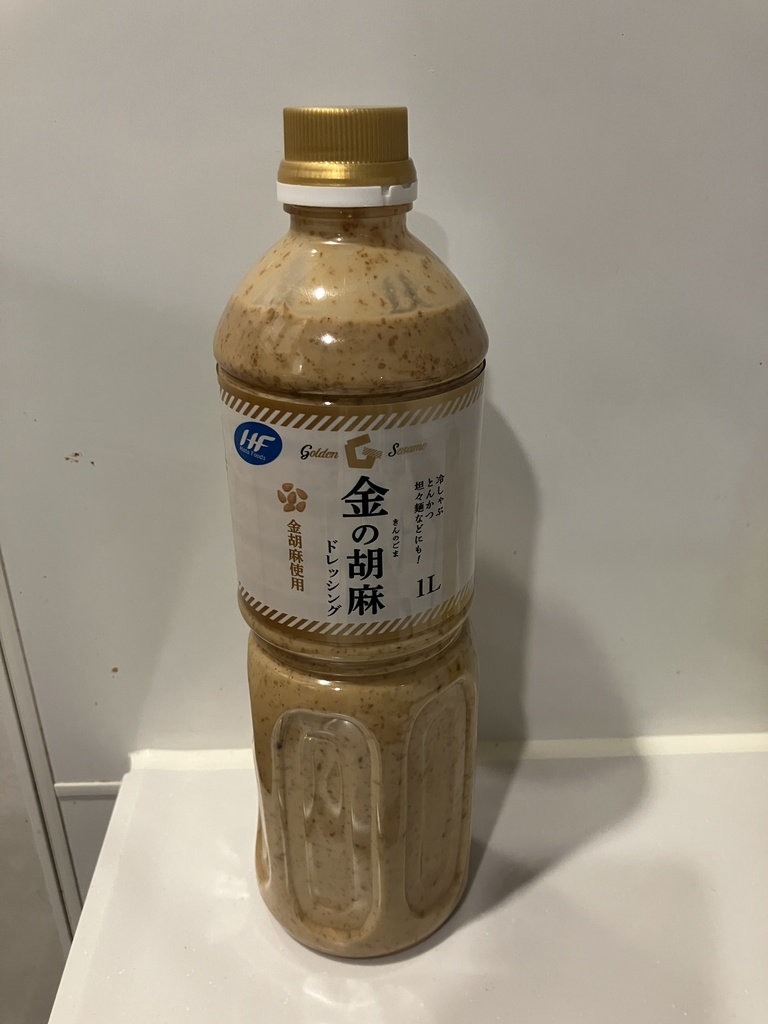 HF
Golden Sesame
冷しゃぶ
とんかつ
坦々麺などにも！
きんのごま
金の胡麻
ドレッシング
金胡麻使用
1L